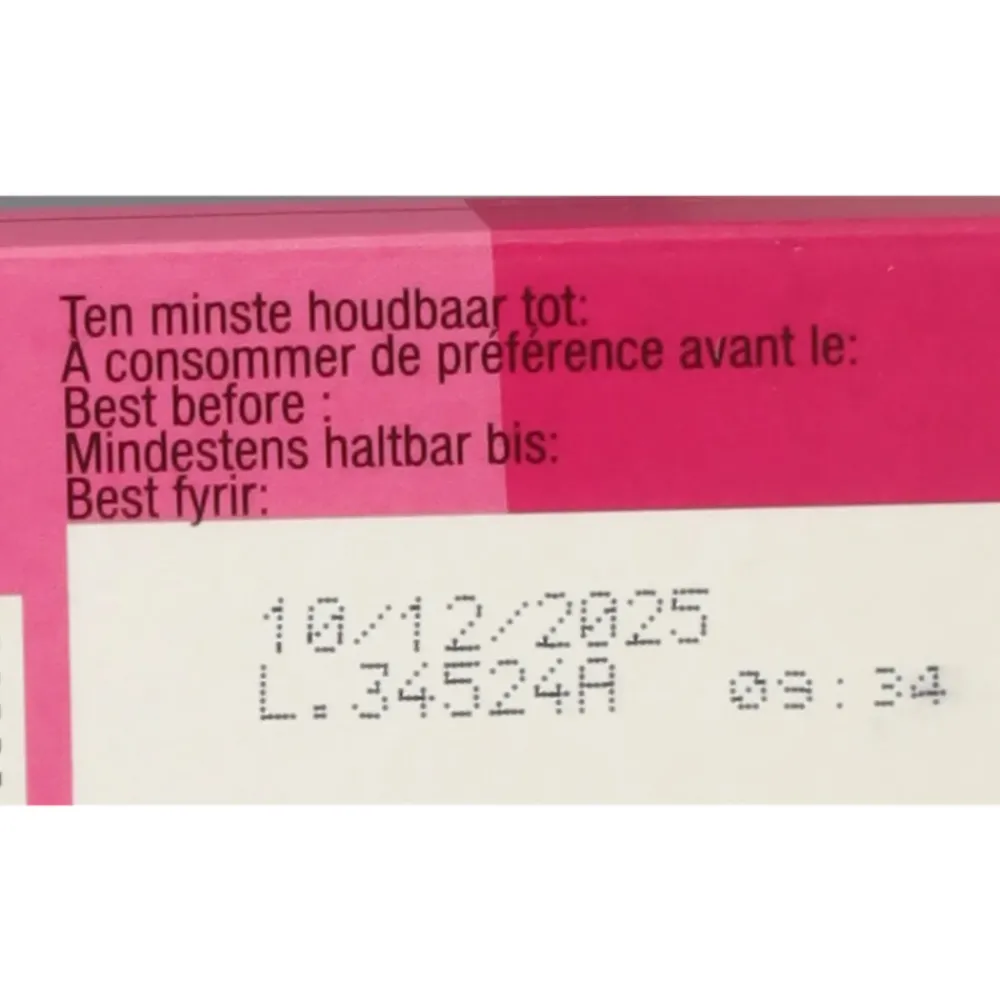 Ten minste houdbaar tot:
À consommer de préférence avant le:
Best before :
Mindestens haltbar bis:
Best fyrir:
10/12/2025
L.34524A 09:34